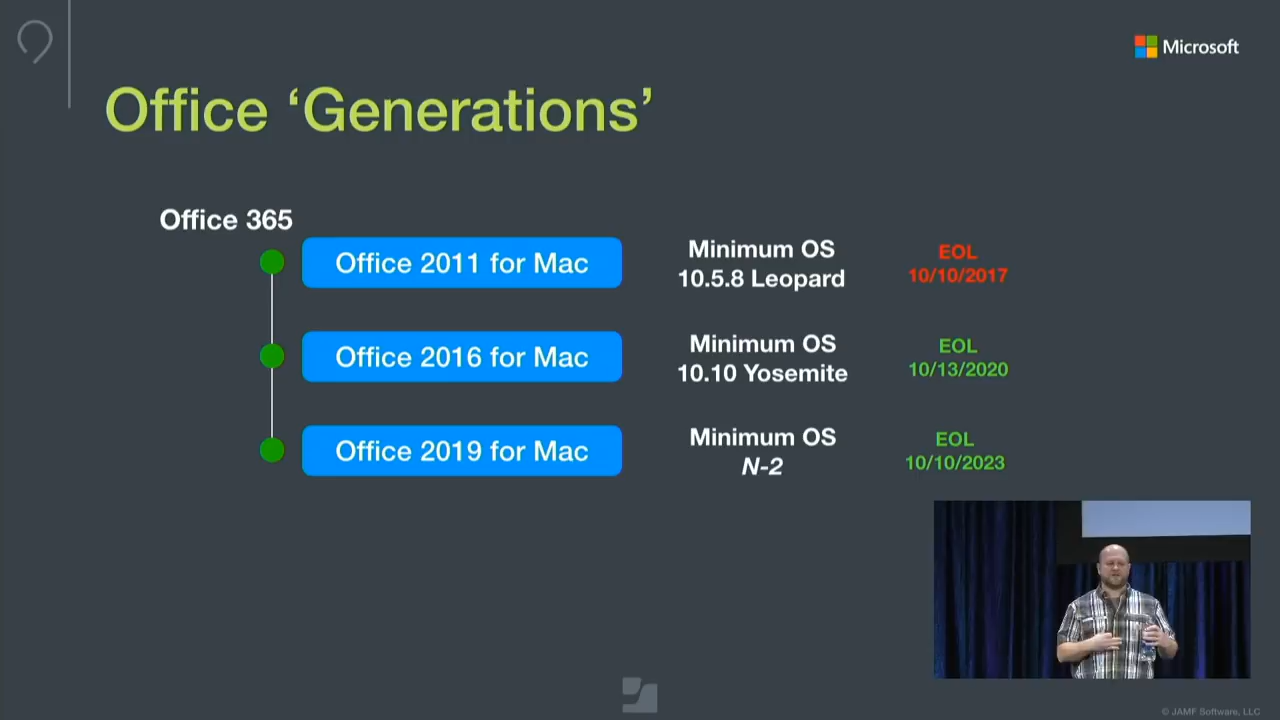 Microsoft
Office ‘Generations’
Office 365
Office 2011 for Mac
Minimum OS
10.5.8 Leopard
EOL
10/10/2017
Office 2016 for Mac
Minimum OS
10.10 Yosemite
EOL
10/13/2020
Office 2019 for Mac
Minimum OS
N-2
EOL
10/10/2023
© JAMF Software, LLC